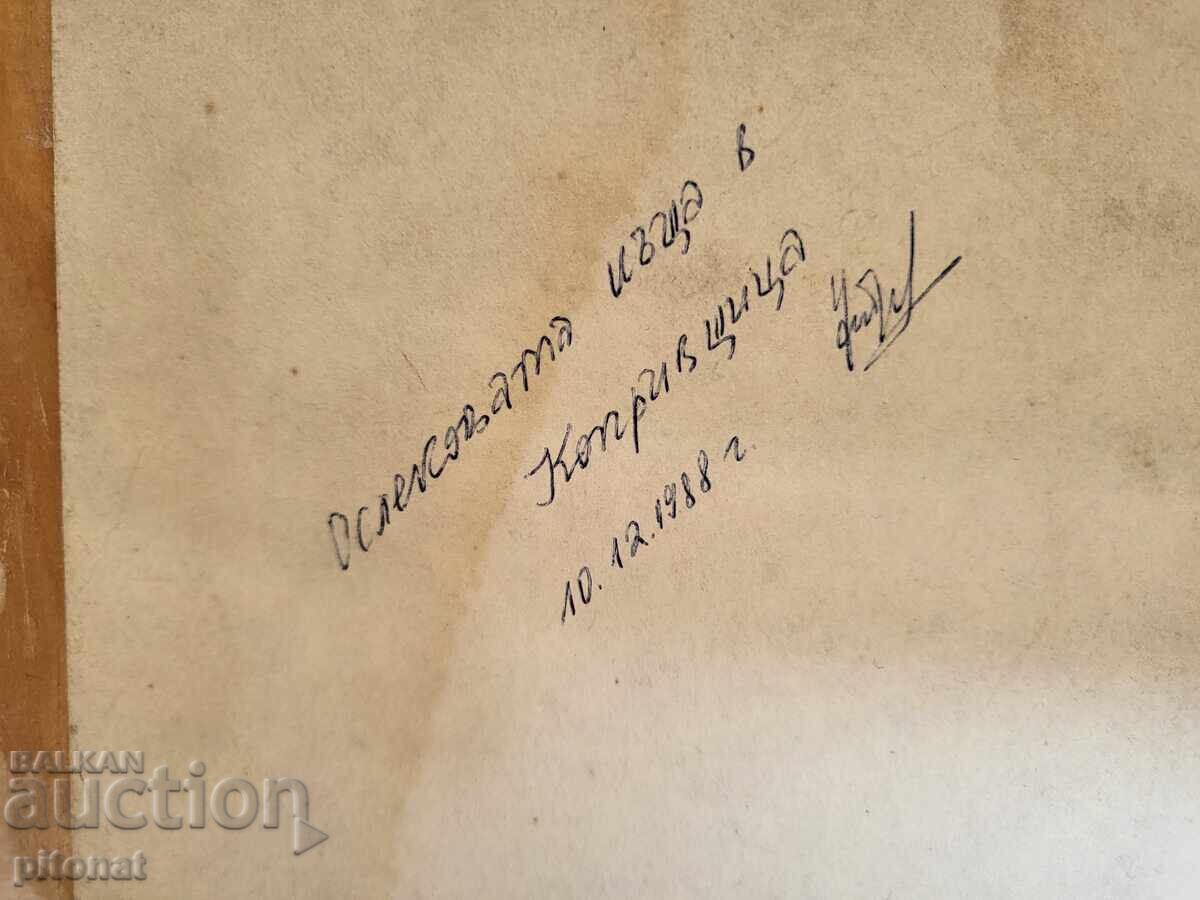 Ослековата къща в
Копривщица
10.12.1988 г.
BALKAN
auction
pitonat